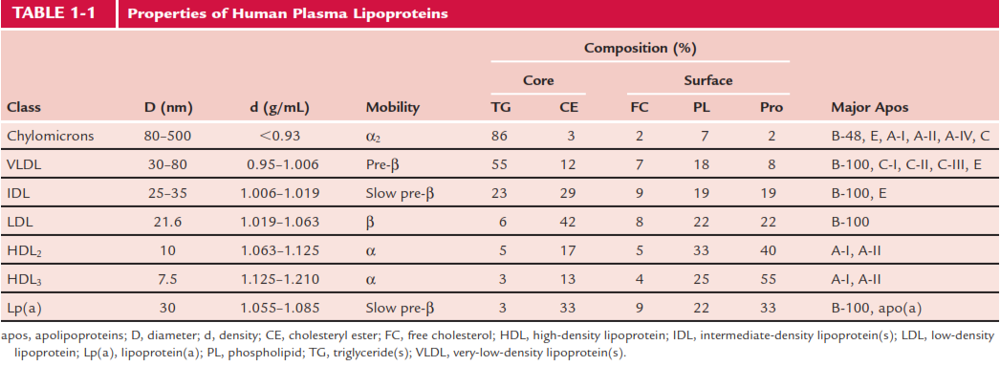 TABLE 1-1 Properties of Human Plasma Lipoproteins
Composition (%)
Core Surface
Class D (nm) d (g/mL) Mobility TG CE FC PL Pro Major Apos
Chylomicrons 80–500 <0.93 α₂ 86 3 2 7 2 B-48, E, A-I, A-II, A-IV, C
VLDL 30–80 0.95–1.006 Pre-β 55 12 7 18 8 B-100, C-I, C-II, C-III, E
IDL 25–35 1.006–1.019 Slow pre-β 23 29 9 19 19 B-100, E
LDL 21.6 1.019–1.063 β 6 42 8 22 22 B-100
HDL₂ 10 1.063–1.125 α 5 17 5 33 40 A-I, A-II
HDL₃ 7.5 1.125–1.210 α 3 13 4 25 55 A-I, A-II
Lp(a) 30 1.055–1.085 Slow pre-β 3 33 9 22 33 B-100, apo(a)
apos, apolipoproteins; D, diameter; d, density; CE, cholesteryl ester; FC, free cholesterol; HDL, high-density lipoprotein; IDL, intermediate-density lipoprotein(s); LDL, low-density
lipoprotein; Lp(a), lipoprotein(a); PL, phospholipid; TG, triglyceride(s); VLDL, very-low-density lipoprotein(s).